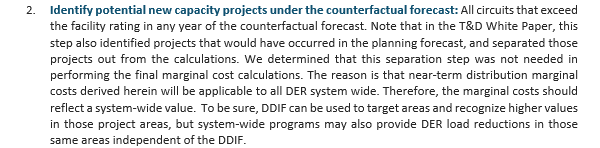 2. Identify potential new capacity projects under the counterfactual forecast: All circuits that exceed
the facility rating in any year of the counterfactual forecast. Note that in the T&D White Paper, this
step also identified projects that would have occurred in the planning forecast, and separated those
projects out from the calculations. We determined that this separation step was not needed in
performing the final marginal cost calculations. The reason is that near-term distribution marginal
costs derived herein will be applicable to all DER system wide. Therefore, the marginal costs should
reflect a system-wide value. To be sure, DDIF can be used to target areas and recognize higher values
in those project areas, but system-wide programs may also provide DER load reductions in those
same areas independent of the DDIF.